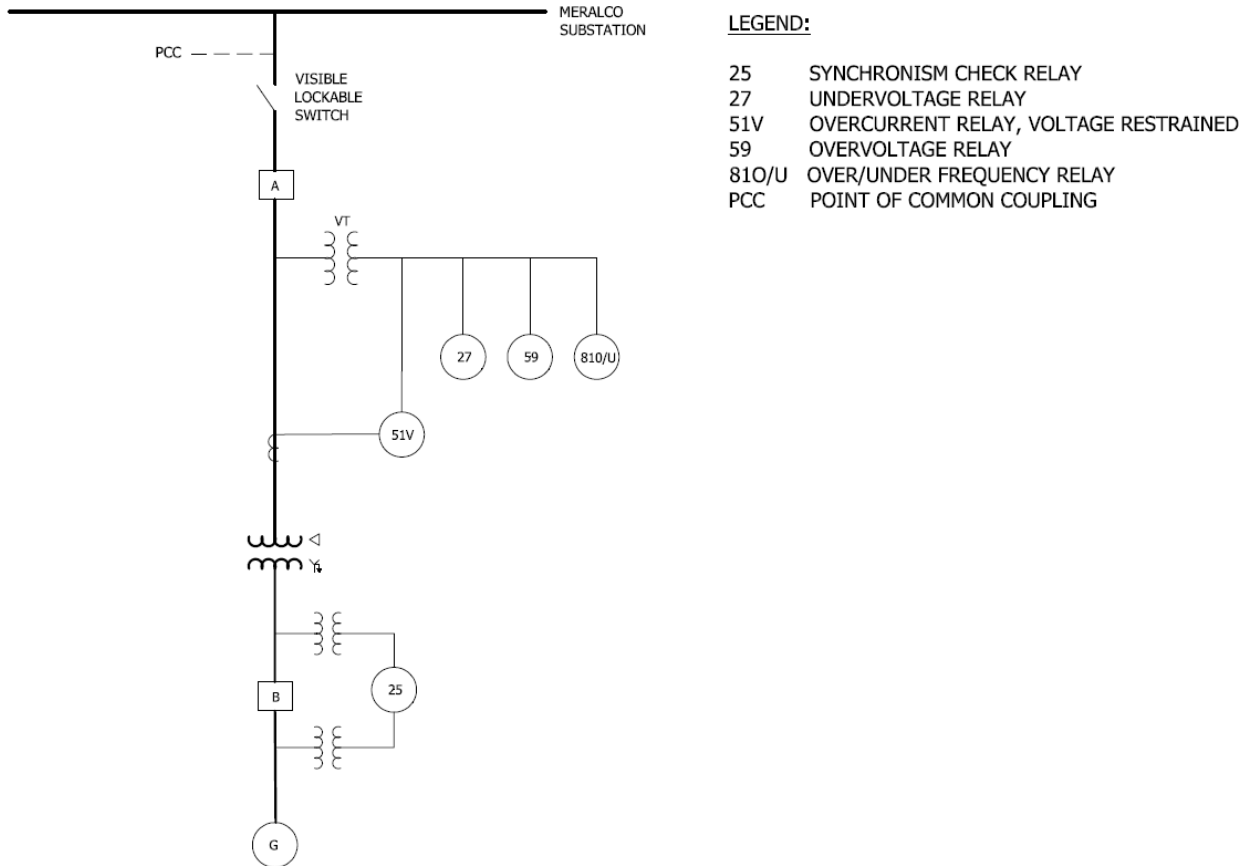 MERALCO
SUBSTATION
PCC
VISIBLE
LOCKABLE
SWITCH
A
VT
27
59
810/U
51V
25
B
G
LEGEND:
25 SYNCHRONISM CHECK RELAY
27 UNDERVOLTAGE RELAY
51V OVERCURRENT RELAY, VOLTAGE RESTRAINED
59 OVERVOLTAGE RELAY
81O/U OVER/UNDER FREQUENCY RELAY
PCC POINT OF COMMON COUPLING